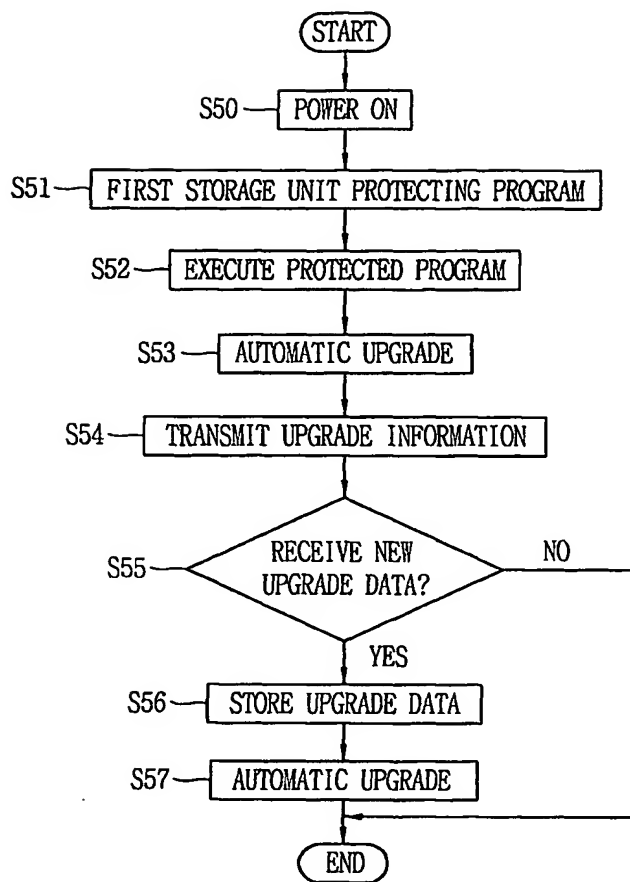 START
S50 POWER ON
S51 FIRST STORAGE UNIT PROTECTING PROGRAM
S52 EXECUTE PROTECTED PROGRAM
S53 AUTOMATIC UPGRADE
S54 TRANSMIT UPGRADE INFORMATION
RECEIVE NEW
NO
S55
UPGRADE DATA?
YES
S56 STORE UPGRADE DATA
S57 AUTOMATIC UPGRADE
END